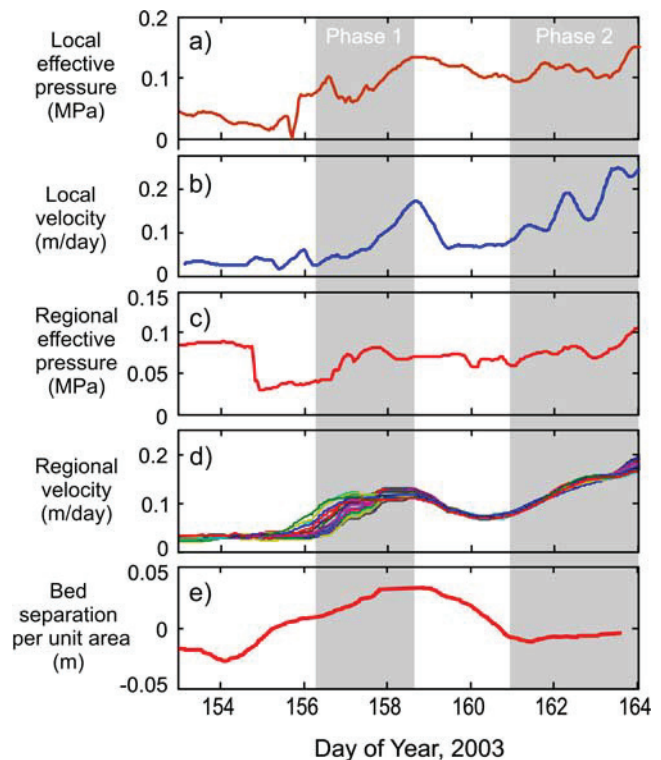 Local
effective
pressure
(MPa)
0.2
0.1
0
a)
Phase 1
Phase 2
Local
velocity
(m/day)
0.2
0.1
0
b)
Regional
effective
pressure
(MPa)
0.15
0.1
0.05
0
c)
Regional
velocity
(m/day)
0.2
0.1
0
d)
Bed
separation
per unit area
(m)
0.05
0
-0.05
e)
154 156 158 160 162 164
Day of Year, 2003